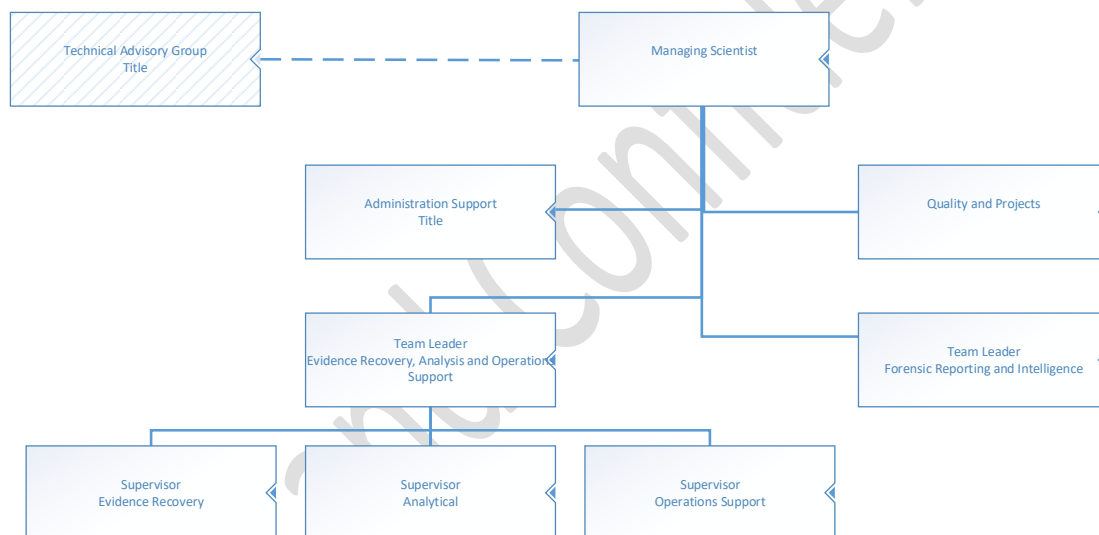 Technical Advisory Group
Title
Managing Scientist
Administration Support
Title
Quality and Projects
Team Leader
Evidence Recovery, Analysis and Operations
Support
Team Leader
Forensic Reporting and Intelligence
Supervisor
Evidence Recovery
Supervisor
Analytical
Supervisor
Operations Support